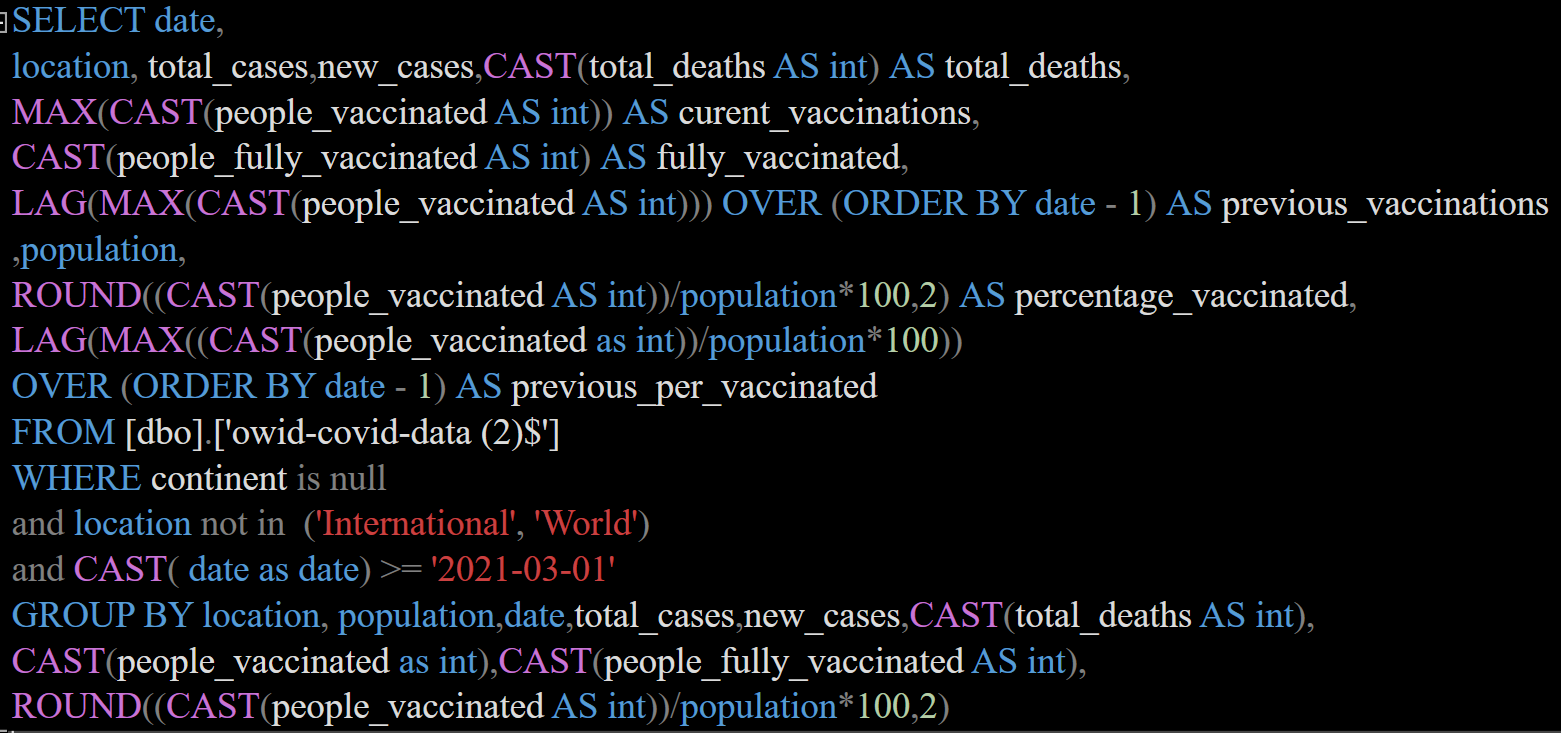 SELECT date,
location, total_cases,new_cases,CAST(total_deaths AS int) AS total_deaths,
MAX(CAST(people_vaccinated AS int)) AS curent_vaccinations,
CAST(people_fully_vaccinated AS int) AS fully_vaccinated,
LAG(MAX(CAST(people_vaccinated AS int))) OVER (ORDER BY date - 1) AS previous_vaccinations
,population,
ROUND((CAST(people_vaccinated AS int))/population*100,2) AS percentage_vaccinated,
LAG(MAX((CAST(people_vaccinated as int))/population*100))
OVER (ORDER BY date - 1) AS previous_per_vaccinated
FROM [dbo].['owid-covid-data (2)$']
WHERE continent is null
and location not in  ('International', 'World')
and CAST( date as date) >= '2021-03-01'
GROUP BY location, population,date,total_cases,new_cases,CAST(total_deaths AS int),
CAST(people_vaccinated as int),CAST(people_fully_vaccinated AS int),
ROUND((CAST(people_vaccinated AS int))/population*100,2)